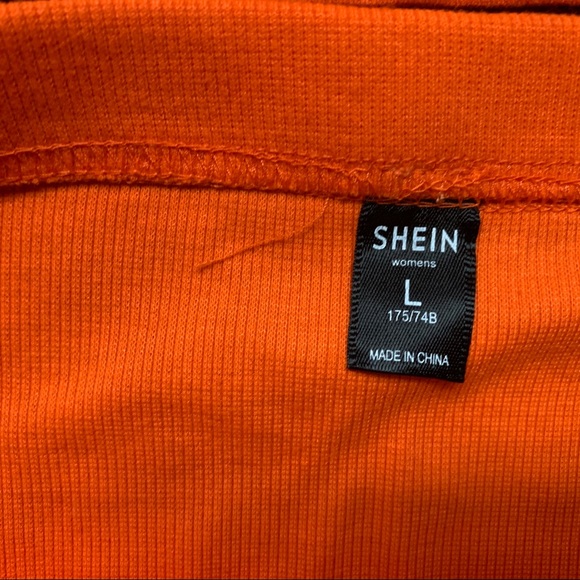 SHEIN
womens
L
175/74B
MADE IN CHINA